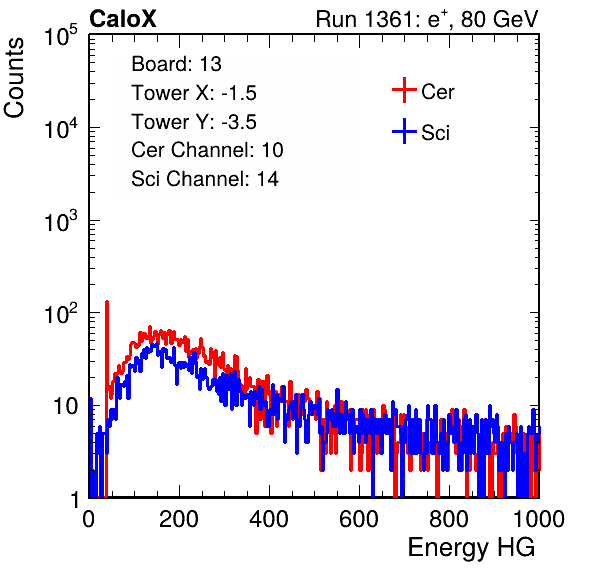 CaloX Run 1361: e⁺, 80 GeV
Counts
10⁵
10⁴
10³
10²
10
1
Board: 13
Tower X: -1.5
Tower Y: -3.5
Cer Channel: 10
Sci Channel: 14
Cer
Sci
0 200 400 600 800 1000
Energy HG